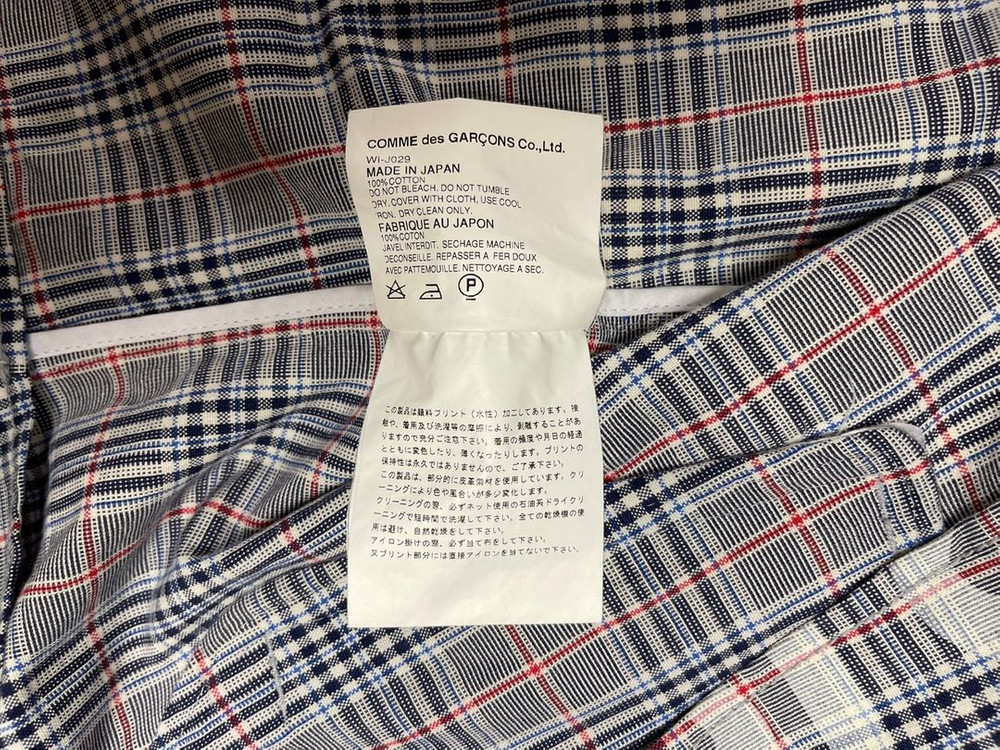 COMME des GARÇONS Co.,Ltd.
WI-J029
MADE IN JAPAN
100%COTTON
DO NOT BLEACH. DO NOT TUMBLE
DRY. COVER WITH CLOTH, USE COOL
IRON. DRY CLEAN ONLY.
FABRIQUE AU JAPON
100%COTON
JAVEL INTERDIT. SECHAGE MACHINE
DECONSEILLE. REPASSER A FER DOUX
AVEC PATTEMOUILLE. NETTOYAGE A SEC.
P
この製品は顔料プリント（水性）加工してあります。接
触や、着用及び洗濯等の摩擦により、剥離することがあ
りますので充分ご注意下さい。着用の頻度や月日の経過
とともに変色したり、薄くなったりします。プリントの
保持性は永久ではありませんので、ご了承下さい。
この製品は、部分的に皮革素材を使用しています。クリ
ーニングにより色や風合いが多少変化します。
クリーニングの際、必ずネット使用の石油系ドライクリ
ーニングで短時間で洗濯して下さい。全ての乾燥機の使
用は避け、自然乾燥をして下さい。
アイロン掛けの際、必ず当て布をして下さい。
又プリント部分には直接アイロンを当てないで下さい。